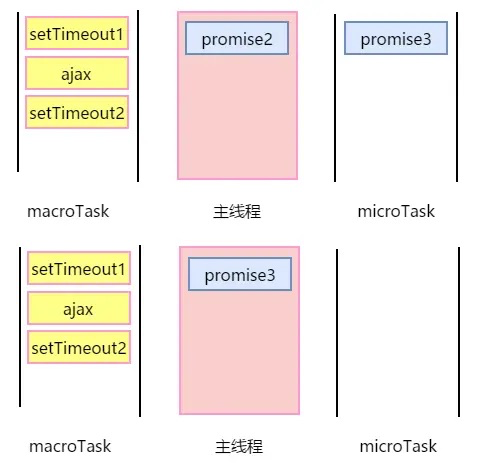 setTimeout1
promise2
promise3
ajax
setTimeout2
macroTask
主线程
microTask
setTimeout1
promise3
ajax
setTimeout2
macroTask
主线程
microTask